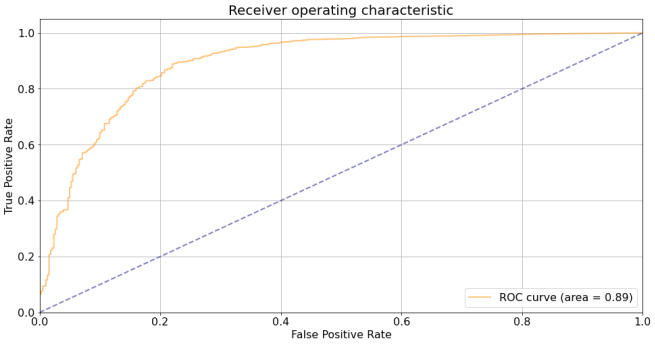 Receiver operating characteristic
True Positive Rate
1.0
0.8
0.6
0.4
0.2
0.0
ROC curve (area = 0.89)
0.0 0.2 0.4 0.6 0.8 1.0
False Positive Rate